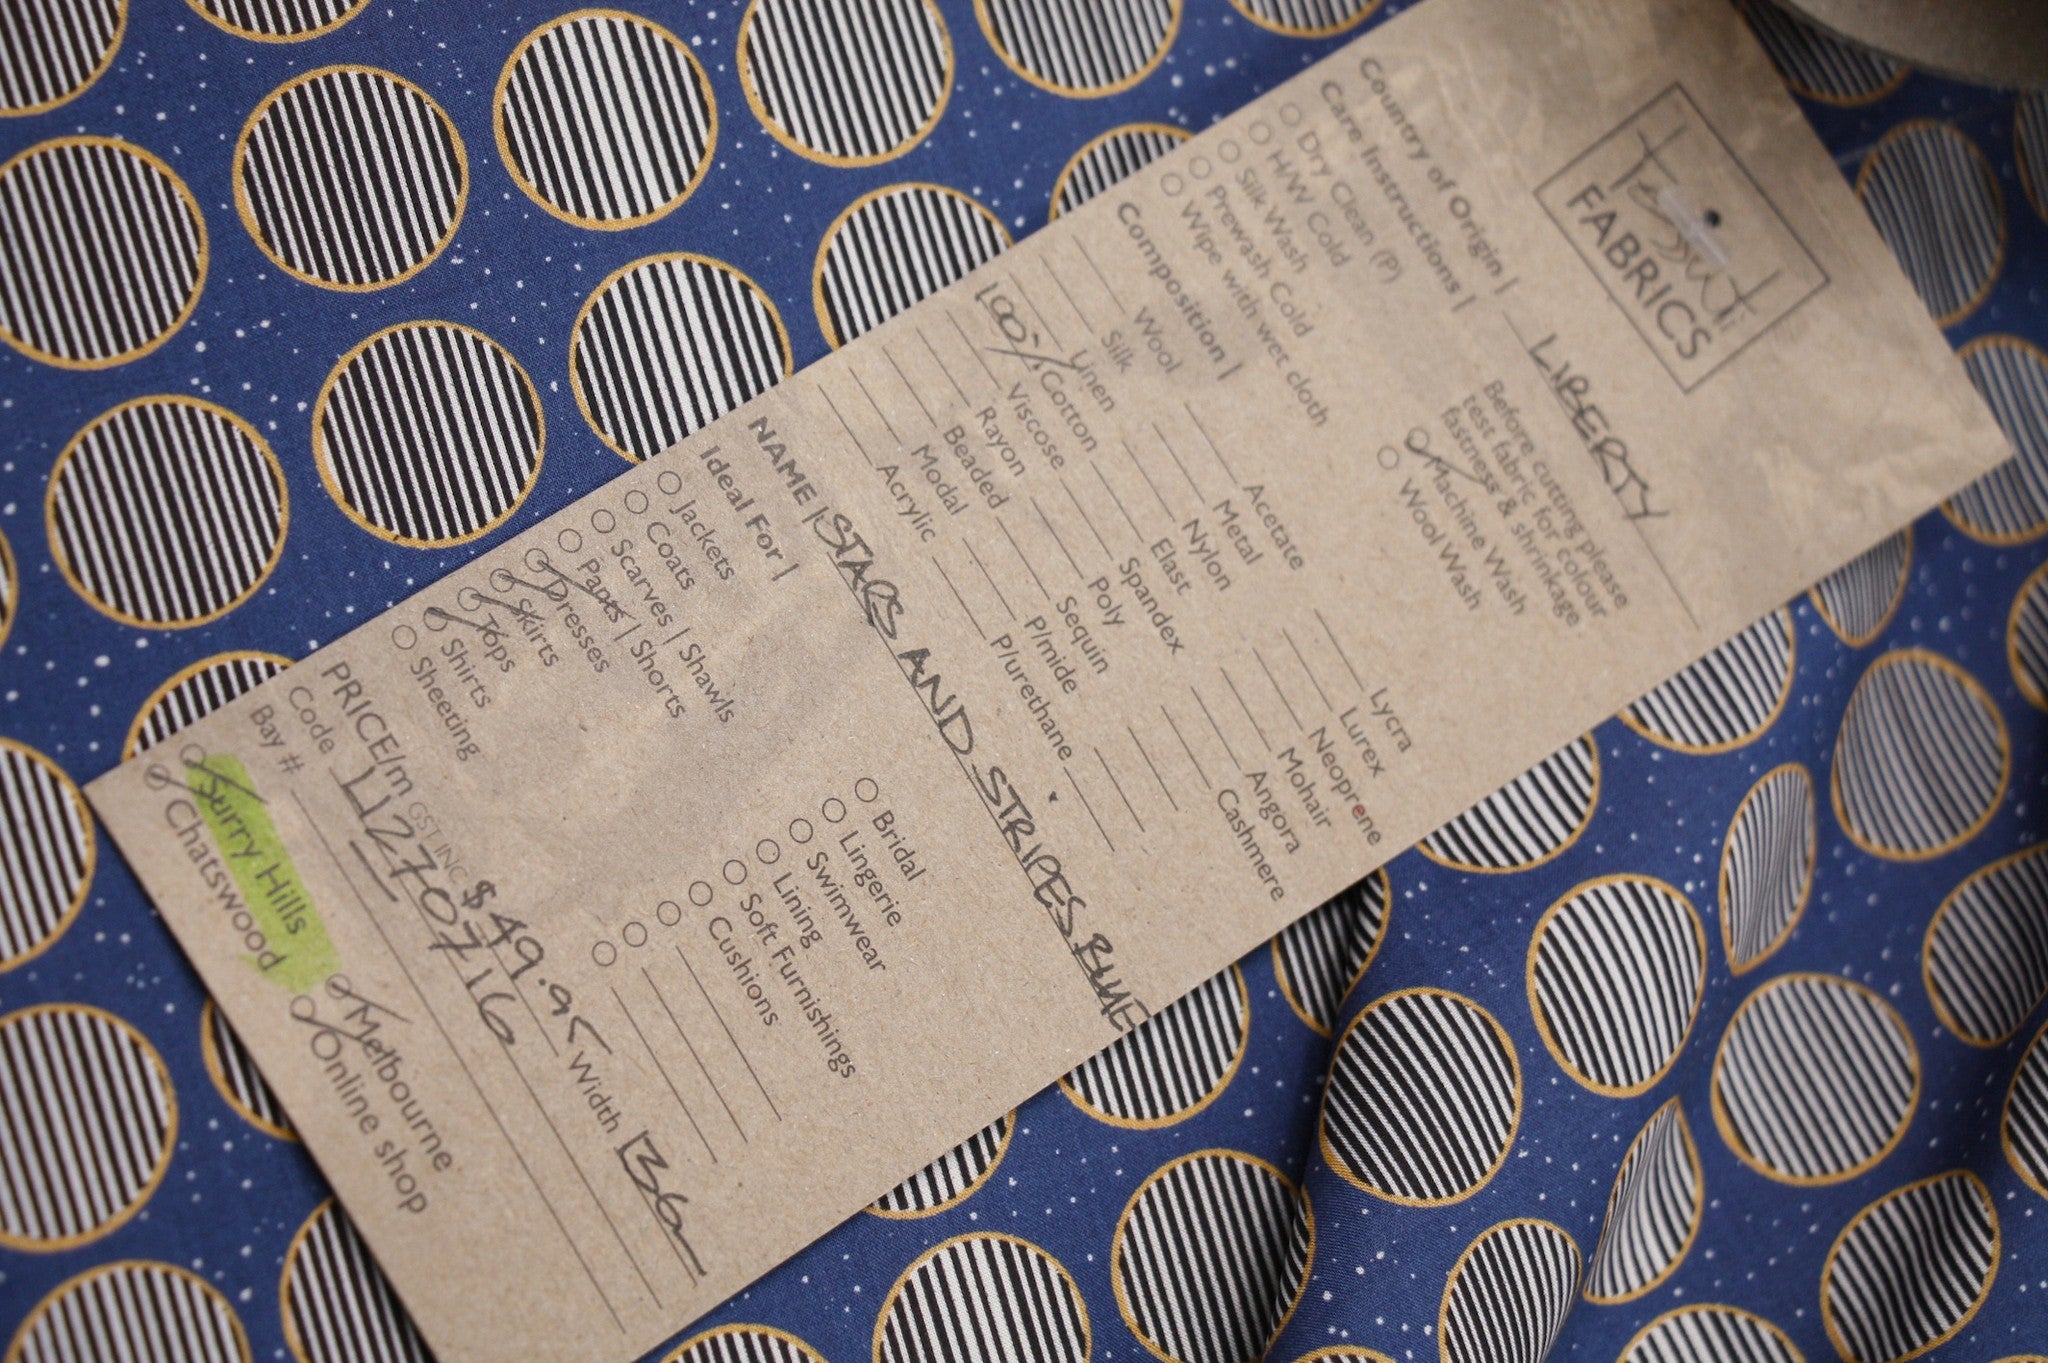 Tessuti
FABRICS
Country of Origin | LIBERTY
Care Instructions |
Dry Clean (P)
H/W Cold
Silk Wash
Prewash Cold
Wipe with wet cloth
Before cutting please
test fabric for colour
fastness & shrinkage
Machine Wash
Wool Wash
Composition |
Wool
Silk
Linen
100% Cotton
Viscose
Rayon
Beaded
Modal
Acrylic
Acetate
Metal
Nylon
Elast
Spandex
Poly
Sequin
P/mide
P/urethane
Lycra
Lurex
Neoprene
Mohair
Angora
Cashmere
NAME | STARS AND STRIPES BLUE
Ideal For |
Jackets
Coats
Scarves | Shawls
Pants | Shorts
Dresses
Skirts
Tops
Shirts
Sheeting
Bridal
Lingerie
Swimwear
Lining
Soft Furnishings
Cushions
PRICE/m GST INC $49.95 Width 136
Code LI270716
Bay #
Surry Hills
Melbourne
Chatswood
Online shop